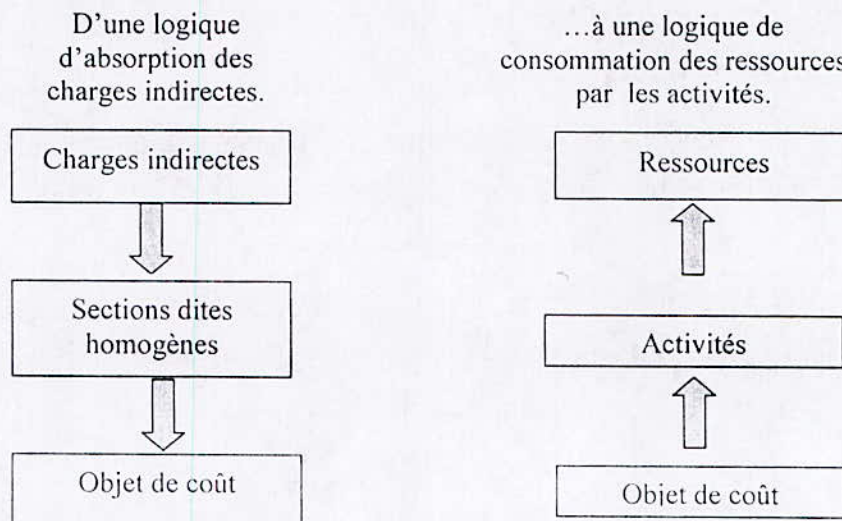 D'une logique
d'absorption des
charges indirectes.
Charges indirectes
Sections dites
homogènes
Objet de coût
…à une logique de
consommation des ressources
par les activités.
Ressources
Activités
Objet de coût